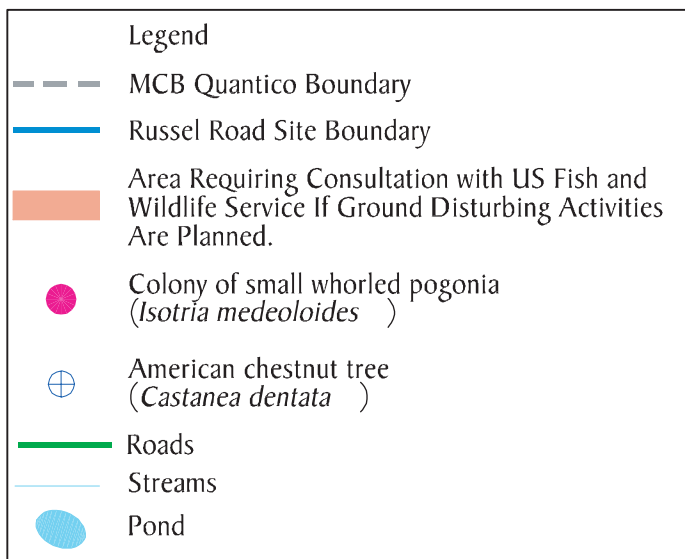 Legend
MCB Quantico Boundary
Russel Road Site Boundary
Area Requiring Consultation with US Fish and
Wildlife Service If Ground Disturbing Activities
Are Planned.
Colony of small whorled pogonia
(Isotria medeoloides )
American chestnut tree
(Castanea dentata )
Roads
Streams
Pond